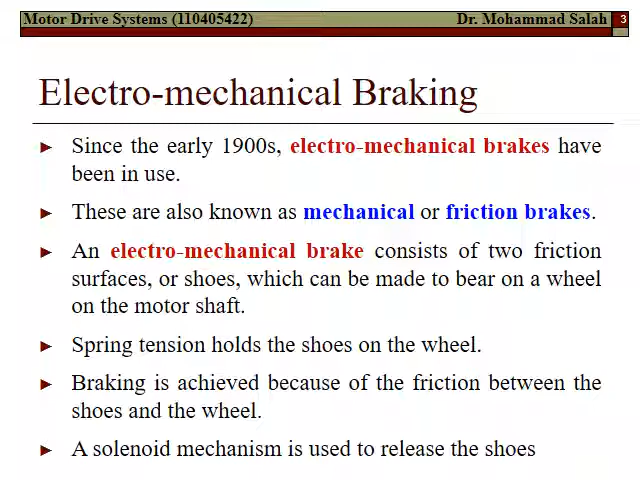 Motor Drive Systems (110405422) Dr. Mohammad Salah 3
Electro-mechanical Braking
► Since the early 1900s, electro-mechanical brakes have
been in use.
► These are also known as mechanical or friction brakes.
► An electro-mechanical brake consists of two friction
surfaces, or shoes, which can be made to bear on a wheel
on the motor shaft.
► Spring tension holds the shoes on the wheel.
► Braking is achieved because of the friction between the
shoes and the wheel.
► A solenoid mechanism is used to release the shoes